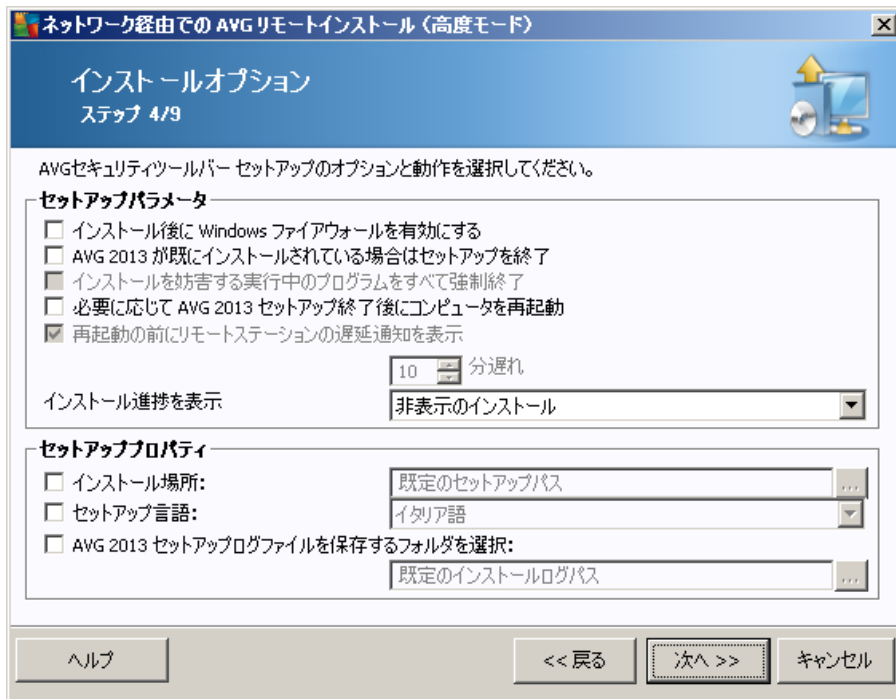 ネットワーク経由での AVG リモートインストール（高度モード）
インストールオプション
ステップ 4/9
AVGセキュリティツールバー セットアップのオプションと動作を選択してください。
セットアップパラメータ
インストール後に Windows ファイアウォールを有効にする
AVG 2013 が既にインストールされている場合はセットアップを終了
インストールを妨害する実行中のプログラムをすべて強制終了
必要に応じて AVG 2013 セットアップ終了後にコンピュータを再起動
再起動の前にリモートステーションの遅延通知を表示
10 分遅れ
インストール進捗を表示 非表示のインストール
セットアッププロパティ
インストール場所: 既定のセットアップパス ...
セットアップ言語: イタリア語
AVG 2013 セットアップログファイルを保存するフォルダを選択:
既定のインストールログパス ...
ヘルプ << 戻る 次へ >> キャンセル